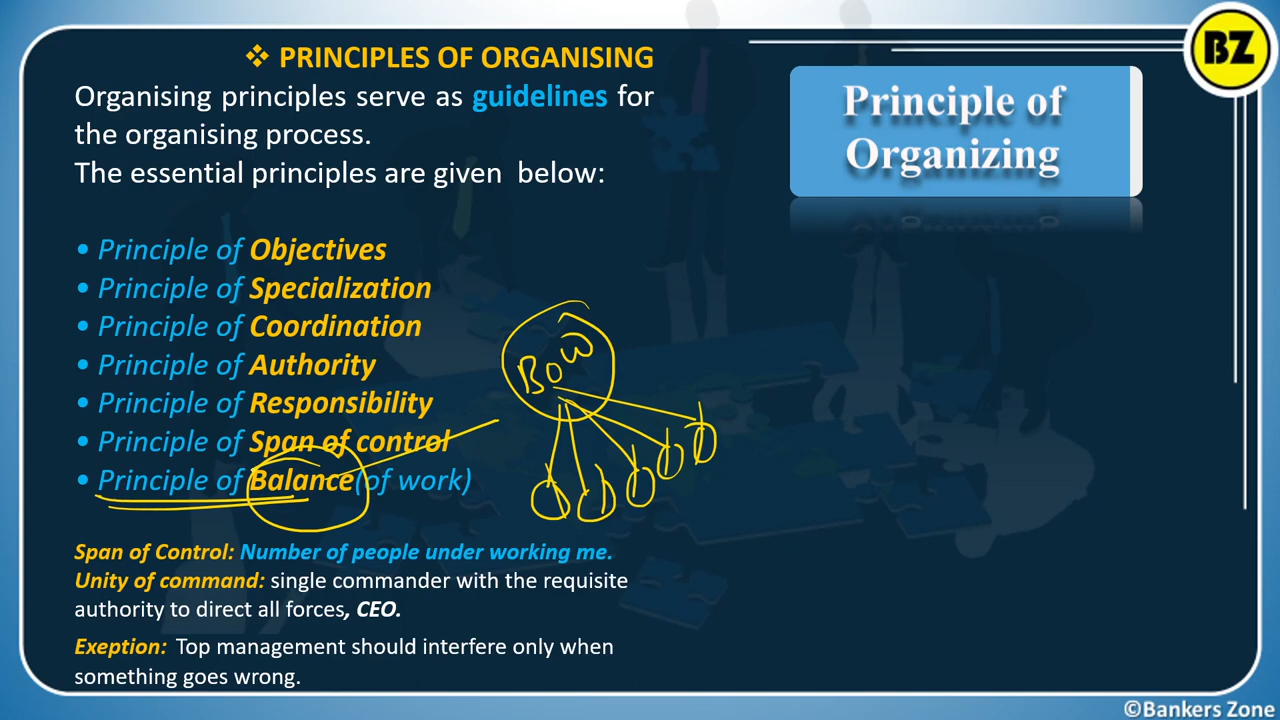 ❖ PRINCIPLES OF ORGANISING
Organising principles serve as guidelines for
the organising process.
The essential principles are given below:
• Principle of Objectives
• Principle of Specialization
• Principle of Coordination
• Principle of Authority
• Principle of Responsibility
• Principle of Span of control
• Principle of Balance(of work)
Span of Control: Number of people under working me.
Unity of command: single commander with the requisite
authority to direct all forces, CEO.
Exeption: Top management should interfere only when
something goes wrong.
BOW
Principle of
Organizing
BZ
©Bankers Zone